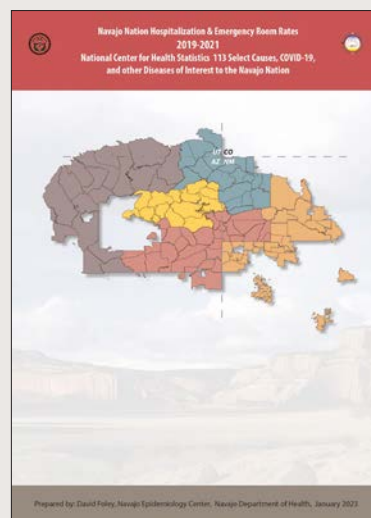 Navajo Nation Hospitalization & Emergency Room Rates
2019-2021
National Center for Health Statistics 113 Select Causes, COVID-19,
and other Diseases of Interest to the Navajo Nation
UT CO
AZ NM
Prepared by: David Foley, Navajo Epidemiology Center, Navajo Department of Health, January 2023